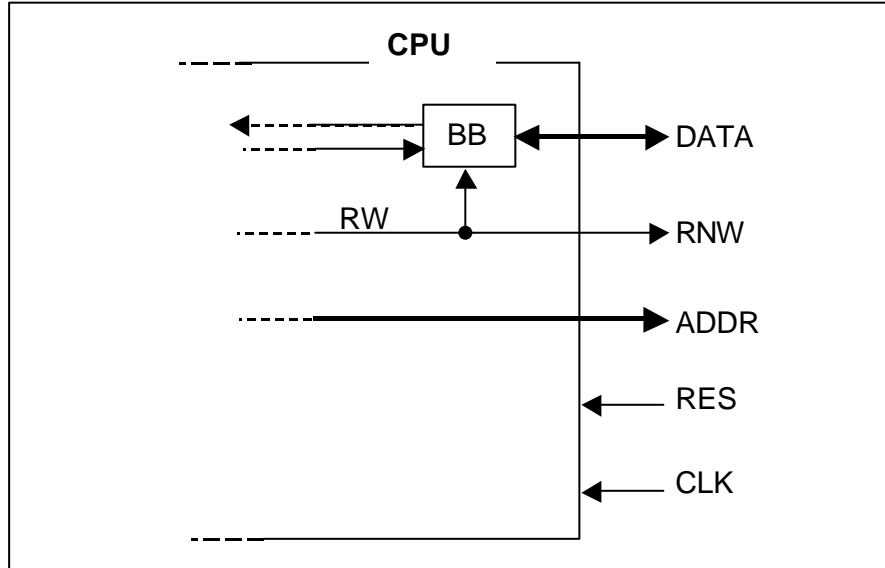 CPU
BB
DATA
RW
RNW
ADDR
RES
CLK